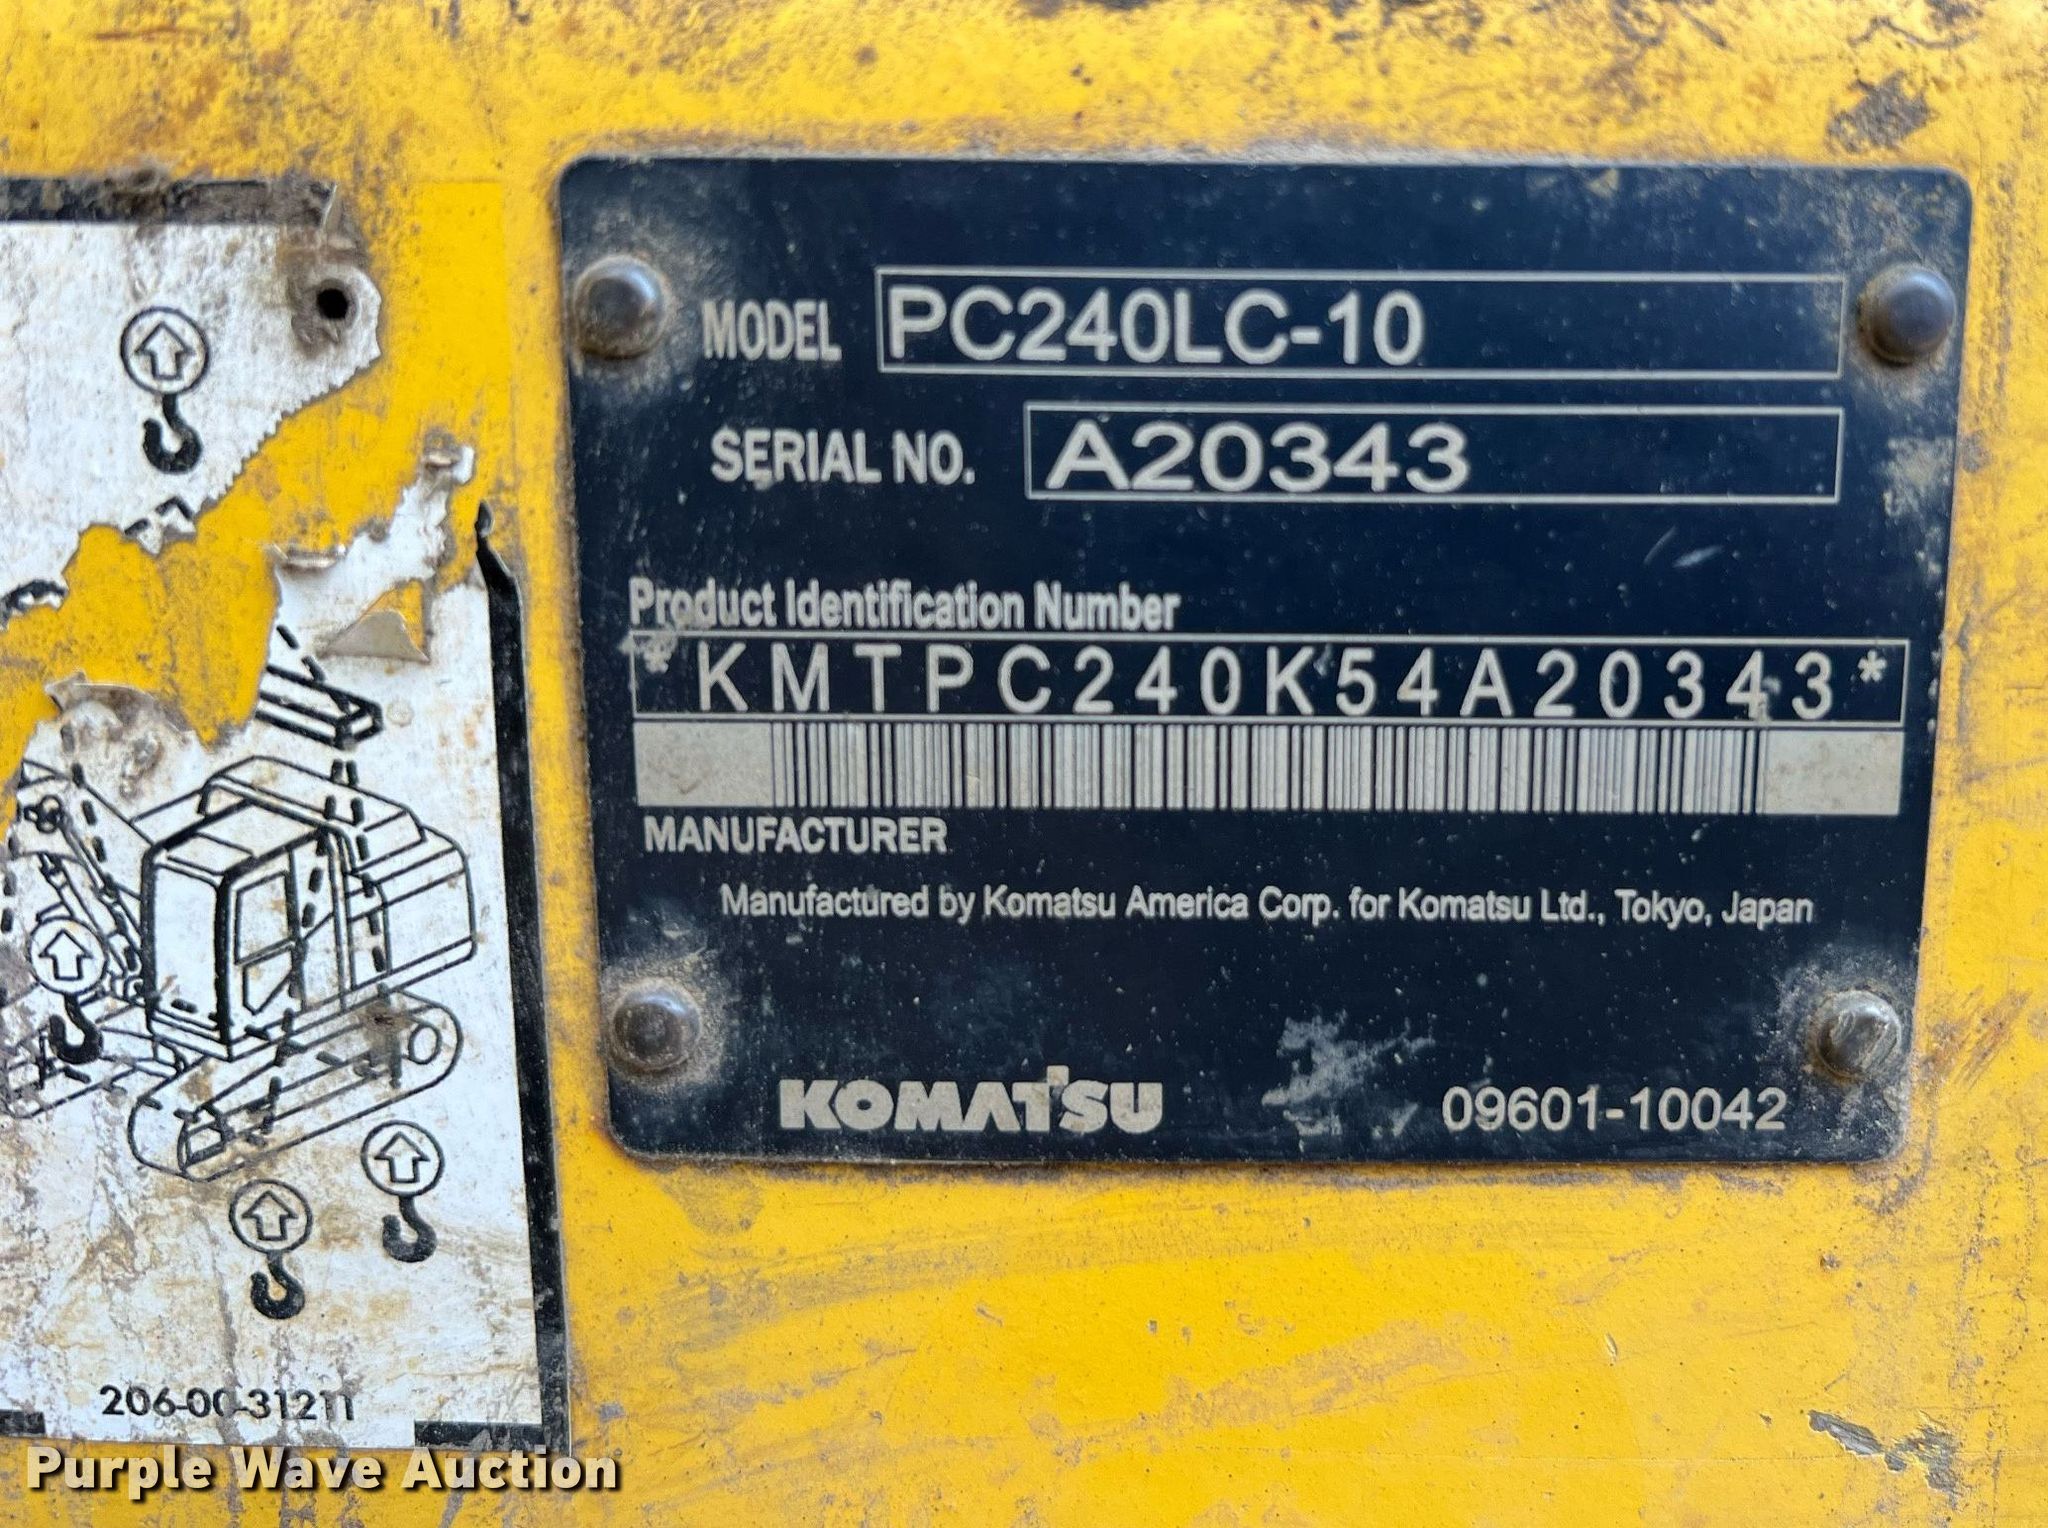 MODEL PC240LC-10
SERIAL NO. A20343
Product Identification Number
*KMTPC240K54A20343*
MANUFACTURER
Manufactured by Komatsu America Corp. for Komatsu Ltd., Tokyo, Japan
KOMATSU 09601-10042
206-00-31211
Purple Wave Auction